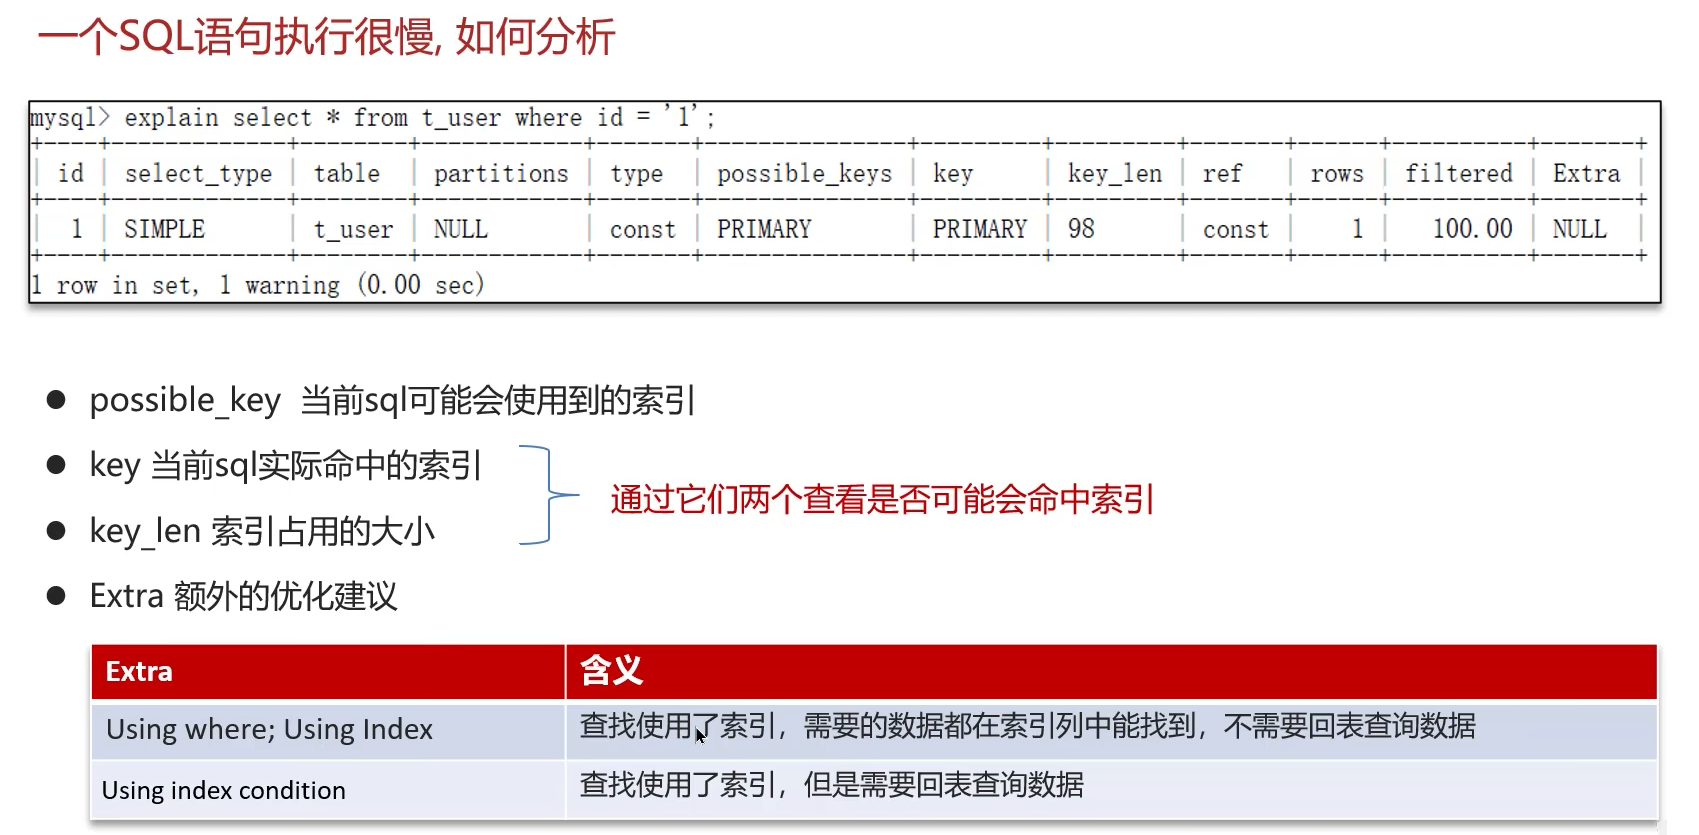 一个SQL语句执行很慢, 如何分析
mysql> explain select * from t_user where id = '1';
+----+-------------+--------+------------+-------+---------------+---------+---------+-------+------+----------+-------+
| id | select_type | table | partitions | type | possible_keys | key | key_len | ref | rows | filtered | Extra |
+----+-------------+--------+------------+-------+---------------+---------+---------+-------+------+----------+-------+
| 1 | SIMPLE | t_user | NULL | const | PRIMARY | PRIMARY | 98 | const | 1 | 100.00 | NULL |
+----+-------------+--------+------------+-------+---------------+---------+---------+-------+------+----------+-------+
1 row in set, 1 warning (0.00 sec)
● possible_key 当前sql可能会使用到的索引
● key 当前sql实际命中的索引
通过它们两个查看是否可能会命中索引
● key_len 索引占用的大小
● Extra 额外的优化建议
Extra 含义
Using where; Using Index 查找使用了索引，需要的数据都在索引列中能找到，不需要回表查询数据
Using index condition 查找使用了索引，但是需要回表查询数据